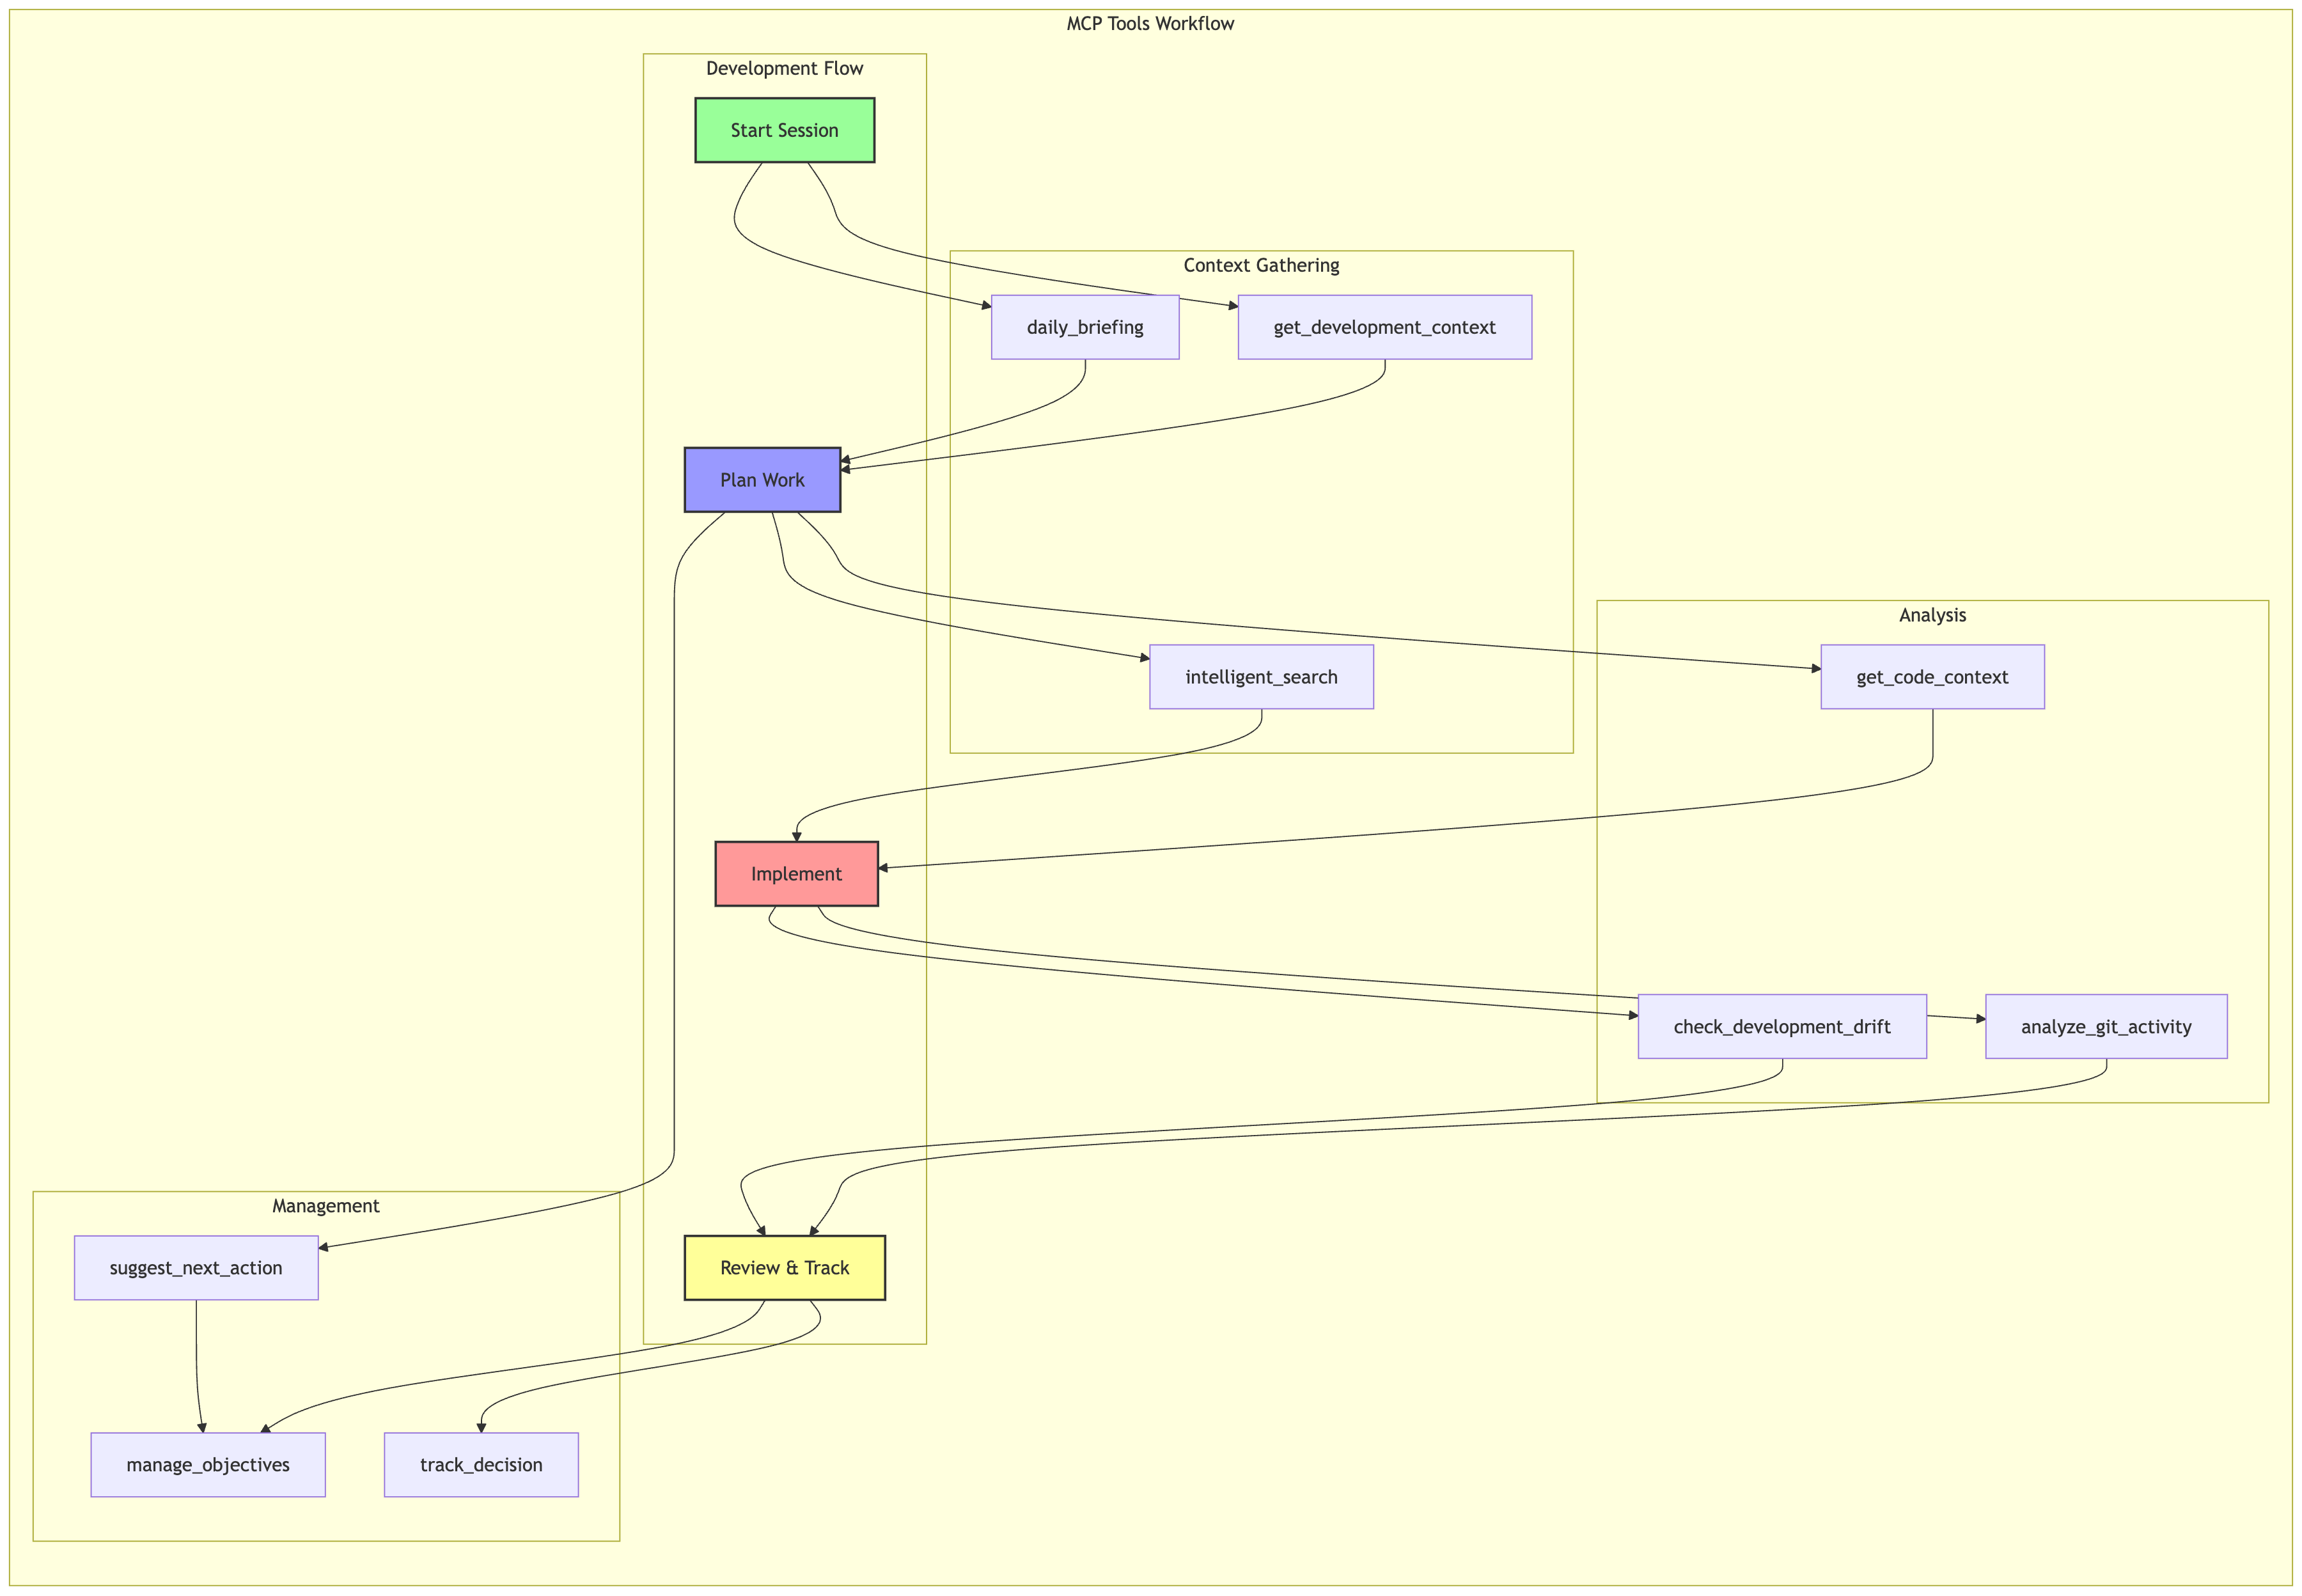 MCP Tools Workflow
Development Flow
Start Session
Context Gathering
daily_briefing
get_development_context
Plan Work
Analysis
intelligent_search
get_code_context
Implement
check_development_drift
analyze_git_activity
Management
suggest_next_action
Review & Track
manage_objectives
track_decision